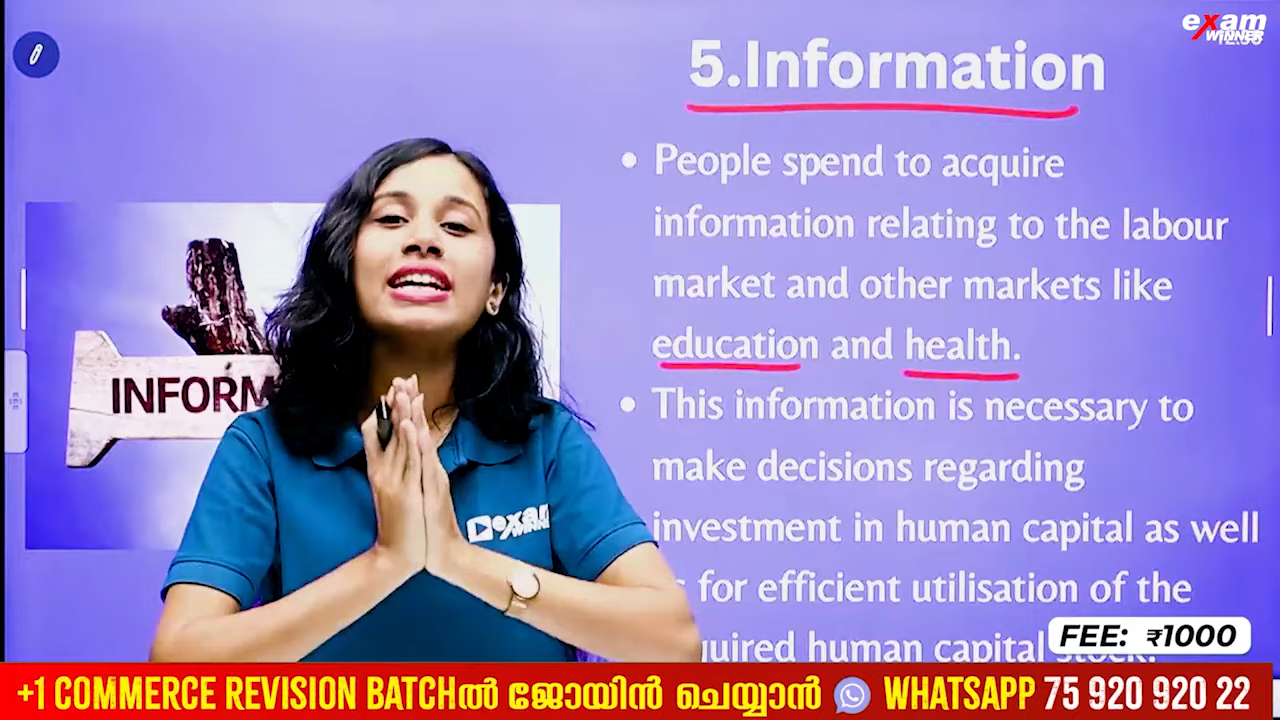 exam
WINNER
5.Information
• People spend to acquire
information relating to the labour
market and other markets like
education and health.
• This information is necessary to
make decisions regarding
investment in human capital as well
for efficient utilisation of the
human capital stock.
INFORM
exam
WINNER
FEE: ₹1000
+1 COMMERCE REVISION BATCHൽ ജോയിൻ ചെയ്യാൻ WHATSAPP 75 920 920 22